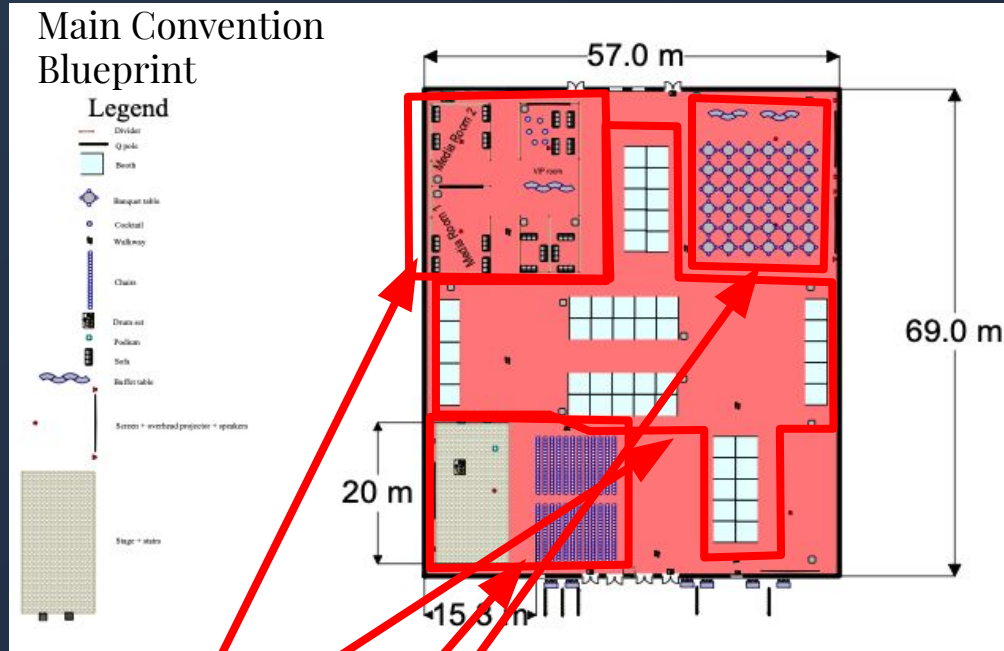 Main Convention
Blueprint
Legend
Divider
Q pole
Booth
Banquet table
Cocktail
Walkway
Chairs
Drum set
Podium
Sofa
Buffet table
Screen + overhead projector + speakers
Stage + stairs
57.0 m
Media Room 2
VIP room
Media Room 1
69.0 m
20 m
15.3 m